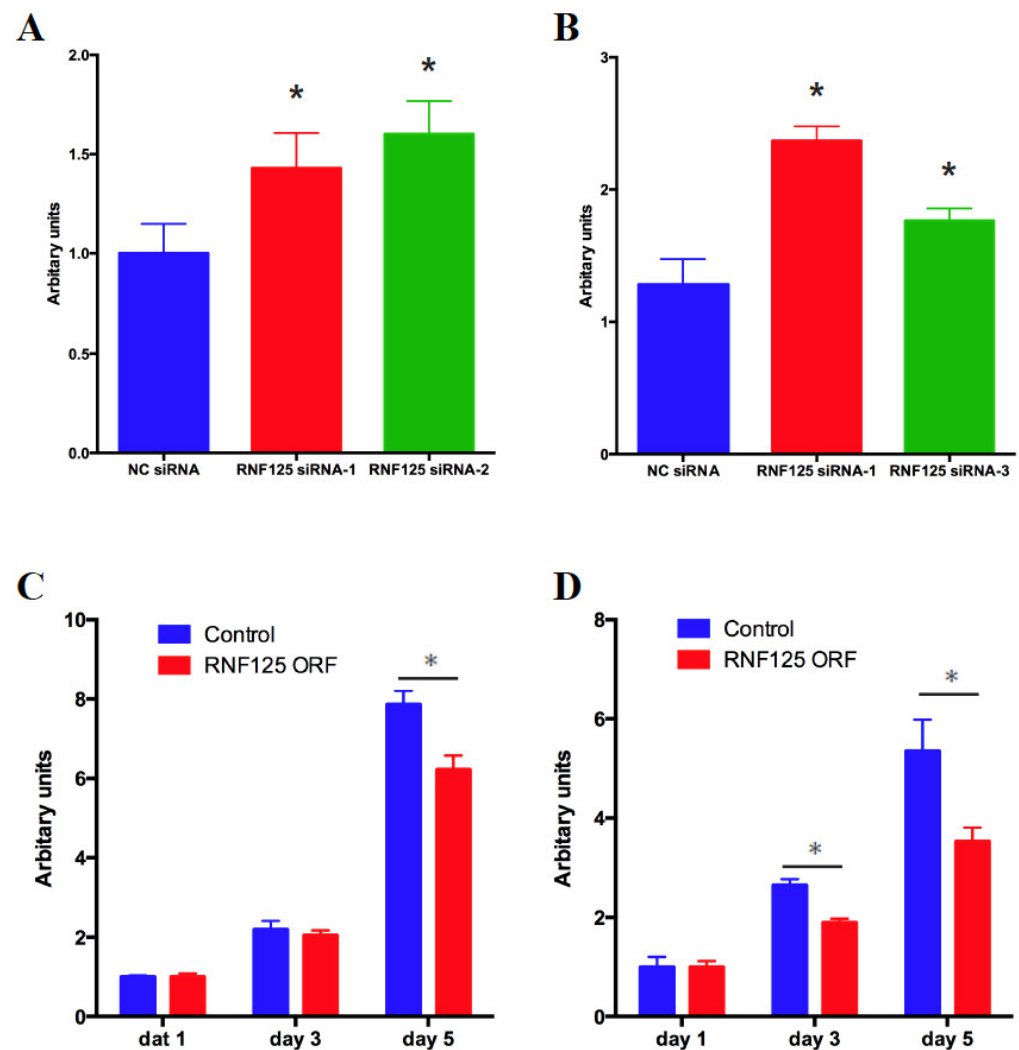 A
2.0
1.5
1.0
0.5
0.0
Arbitary units
*
*
NC siRNA
RNF125 siRNA-1
RNF125 siRNA-2
B
3
2
1
0
Arbitary units
*
*
NC siRNA
RNF125 siRNA-1
RNF125 siRNA-3
C
10
8
6
4
2
0
Arbitary units
Control
RNF125 ORF
*
dat 1
day 3
day 5
D
8
6
4
2
0
Arbitary units
Control
RNF125 ORF
*
*
day 1
day 3
day 5